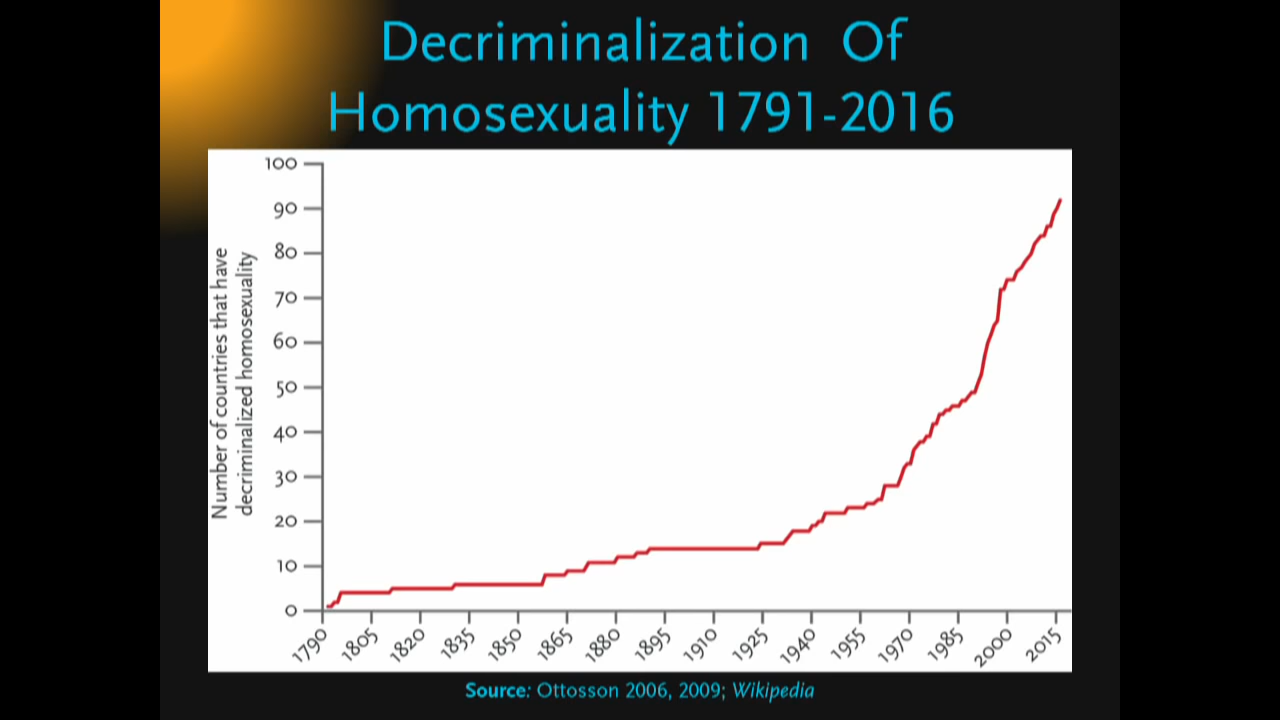 Decriminalization Of
Homosexuality 1791-2016
Number of countries that have
decriminalized homosexuality
100
90
80
70
60
50
40
30
20
10
0
1790 1805 1820 1835 1850 1865 1880 1895 1910 1925 1940 1955 1970 1985 2000 2015
Source: Ottosson 2006, 2009; Wikipedia